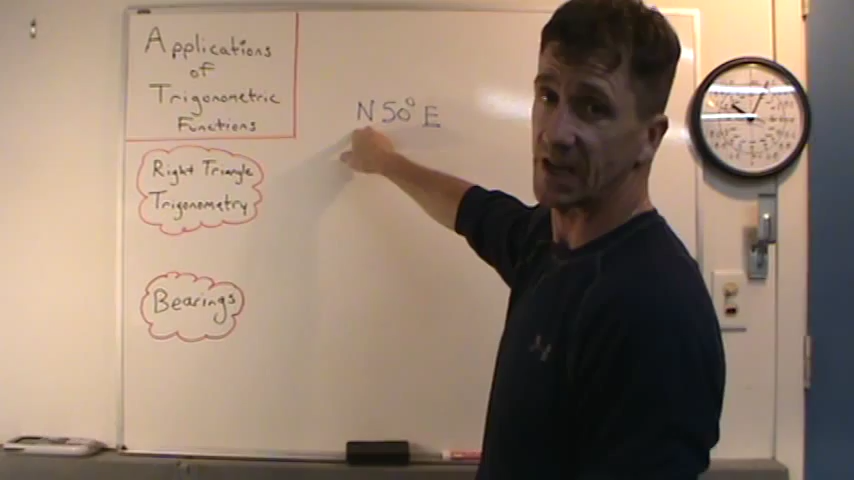 Applications
of
Trigonometric
Functions
N 50° E
Right Triangle
Trigonometry
Bearings